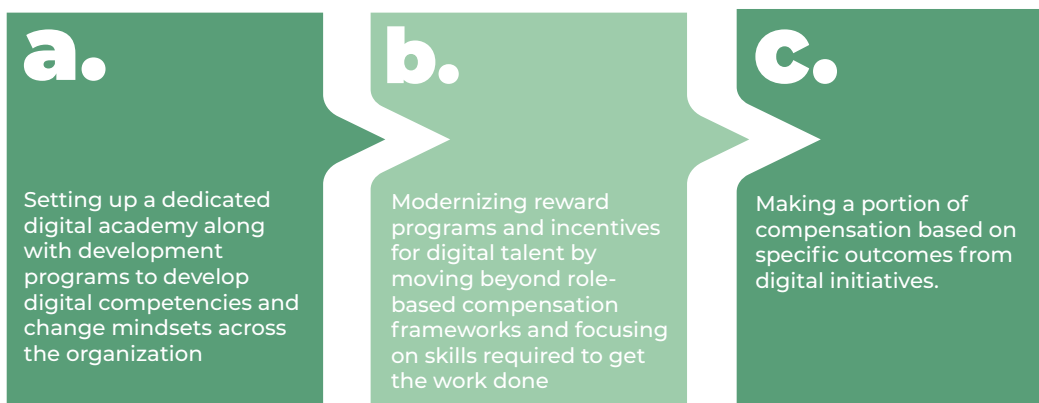 a.
Setting up a dedicated
digital academy along
with development
programs to develop
digital competencies and
change mindsets across
the organization
b.
Modernizing reward
programs and incentives
for digital talent by
moving beyond role-
based compensation
frameworks and focusing
on skills required to get
the work done
c.
Making a portion of
compensation based on
specific outcomes from
digital initiatives.